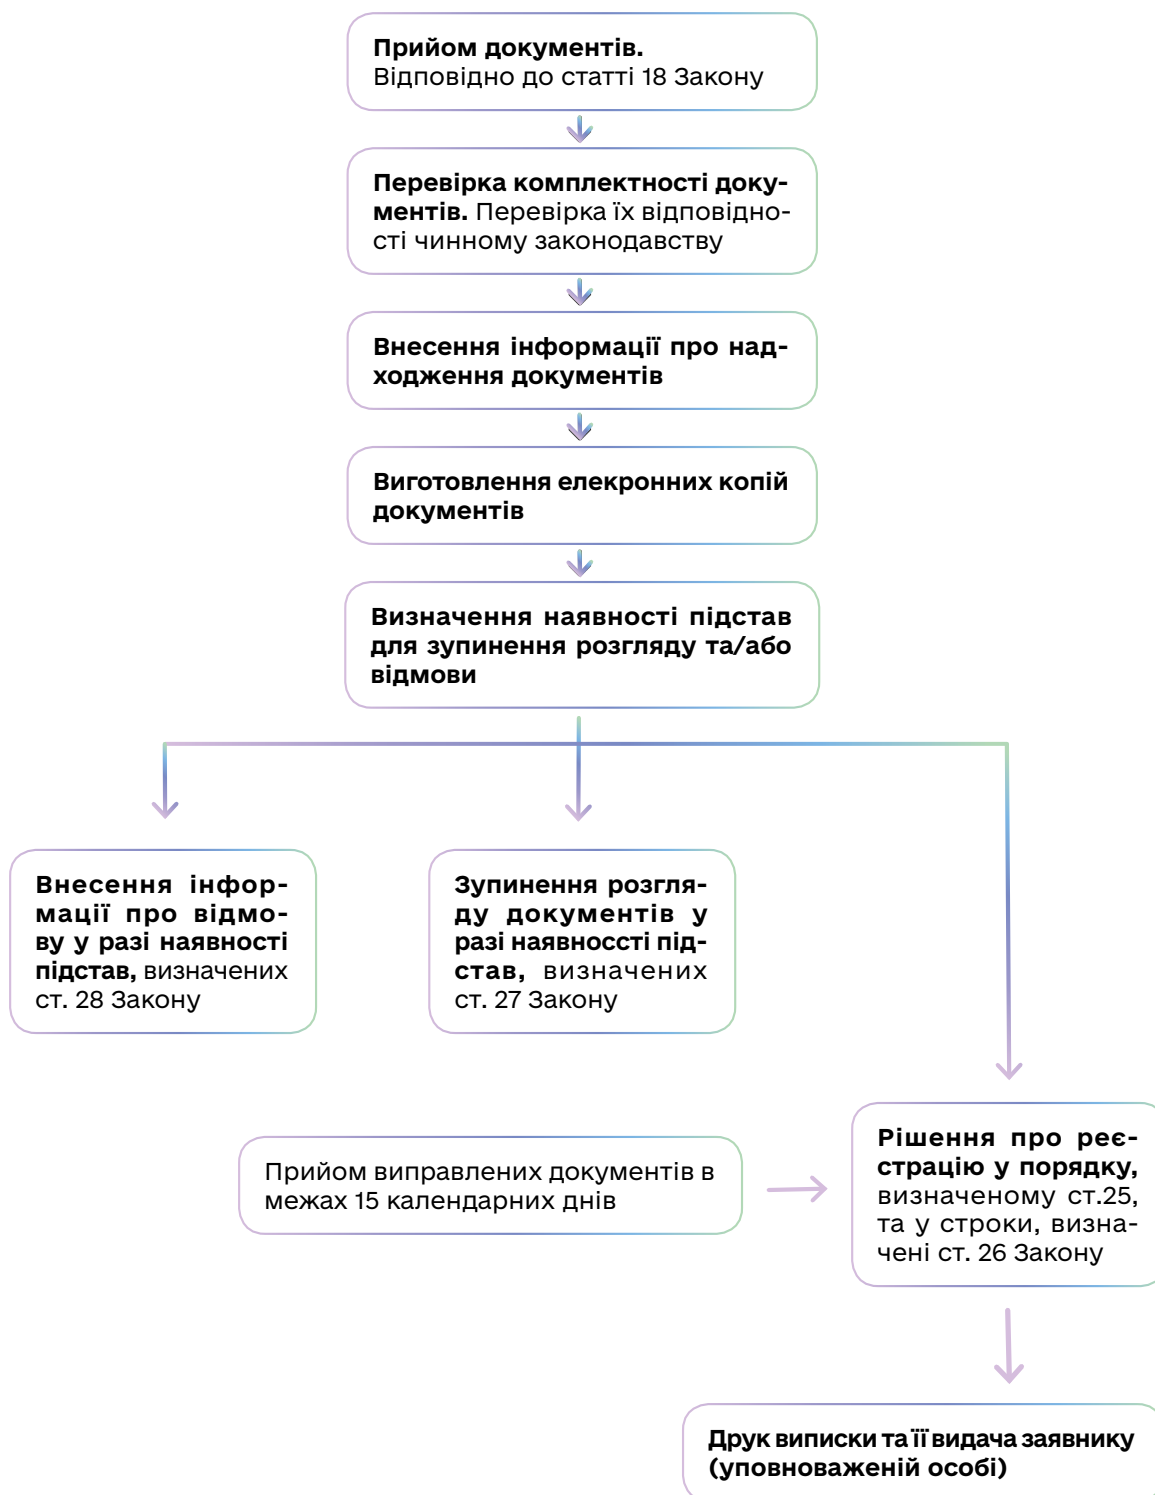 Прийом документів.
Відповідно до статті 18 Закону
Перевірка комплектності доку-
ментів. Перевірка їх відповідно-
сті чинному законодавству
Внесення інформації про над-
ходження документів
Виготовлення елекронних копій
документів
Визначення наявності підстав
для зупинення розгляду та/або
відмови
Внесення інфор-
мації про відмо-
ву у разі наявності
підстав, визначених
ст. 28 Закону
Зупинення розгля-
ду документів у
разі наявноссті під-
став, визначених
ст. 27 Закону
Прийом виправлених документів в
межах 15 календарних днів
Рішення про реє-
страцію у порядку,
визначеному ст.25,
та у строки, визна-
чені ст. 26 Закону
Друк виписки та її видача заявнику
(уповноваженій особі)